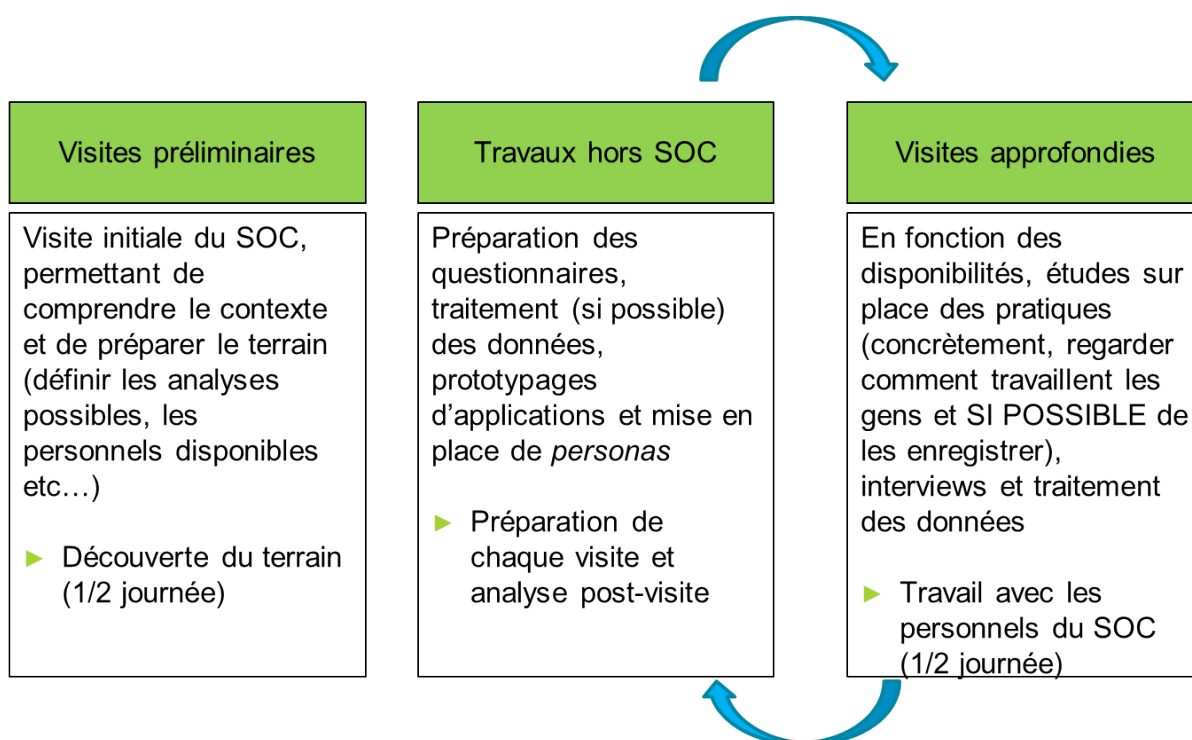 Visites préliminaires
Visite initiale du SOC,
permettant de
comprendre le contexte
et de préparer le terrain
(définir les analyses
possibles, les
personnels disponibles
etc…)
► Découverte du terrain
(1/2 journée)
Travaux hors SOC
Préparation des
questionnaires,
traitement (si possible)
des données,
prototypages
d’applications et mise en
place de personas
► Préparation de
chaque visite et
analyse post-visite
Visites approfondies
En fonction des
disponibilités, études sur
place des pratiques
(concrètement, regarder
comment travaillent les
gens et SI POSSIBLE de
les enregistrer),
interviews et traitement
des données
► Travail avec les
personnels du SOC
(1/2 journée)